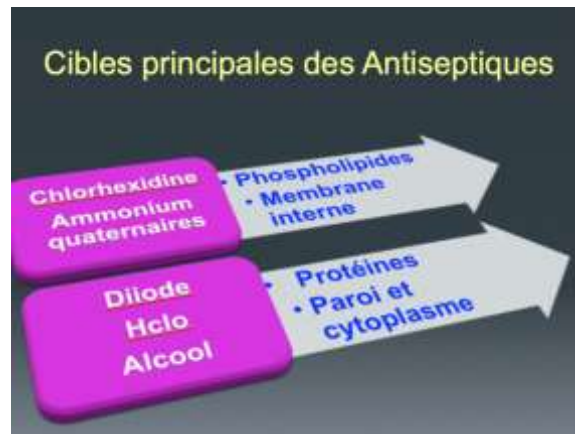 Cibles principales des Antiseptiques
Chlorhexidine
Ammonium
quaternaires
• Phospholipides
• Membrane
interne
Diiode
Hclo
Alcool
• Protéines
• Paroi et
cytoplasme